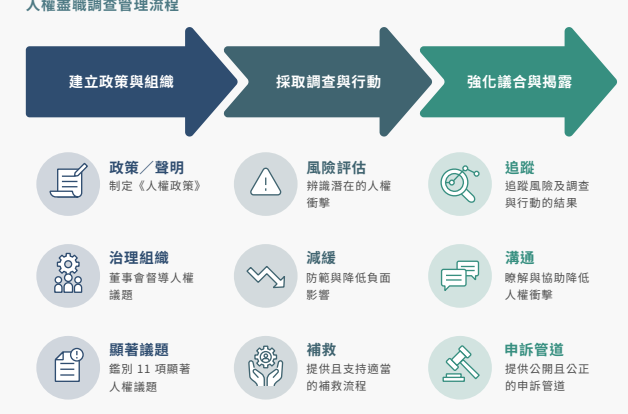 人權盡職調查管理流程
建立政策與組織
採取調查與行動
強化議合與揭露
政策／聲明
制定《人權政策》
風險評估
辨識潛在的人權
衝擊
追蹤
追蹤風險及調查
與行動的結果
治理組織
董事會督導人權
議題
減緩
防範與降低負面
影響
溝通
瞭解與協助降低
人權衝擊
顯著議題
鑑別 11 項顯著
人權議題
補救
提供且支持適當
的補救流程
申訴管道
提供公開且公正
的申訴管道